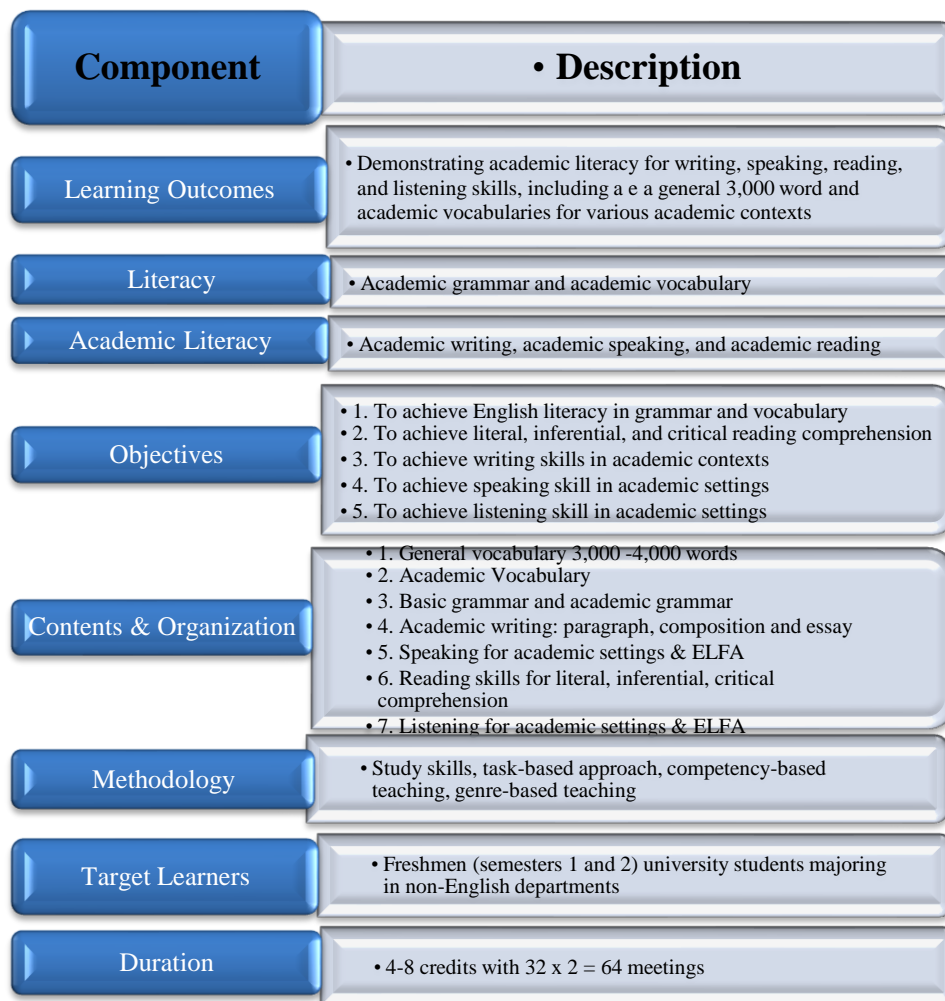 Component
• Description
Learning Outcomes
• Demonstrating academic literacy for writing, speaking, reading,
and listening skills, including a e a general 3,000 word and
academic vocabularies for various academic contexts
Literacy
• Academic grammar and academic vocabulary
Academic Literacy
• Academic writing, academic speaking, and academic reading
Objectives
• 1. To achieve English literacy in grammar and vocabulary
• 2. To achieve literal, inferential, and critical reading comprehension
• 3. To achieve writing skills in academic contexts
• 4. To achieve speaking skill in academic settings
• 5. To achieve listening skill in academic settings
Contents & Organization
• 1. General vocabulary 3,000 -4,000 words
• 2. Academic Vocabulary
• 3. Basic grammar and academic grammar
• 4. Academic writing: paragraph, composition and essay
• 5. Speaking for academic settings & ELFA
• 6. Reading skills for literal, inferential, critical
comprehension
• 7. Listening for academic settings & ELFA
Methodology
• Study skills, task-based approach, competency-based
teaching, genre-based teaching
Target Learners
• Freshmen (semesters 1 and 2) university students majoring
in non-English departments
Duration
• 4-8 credits with 32 x 2 = 64 meetings